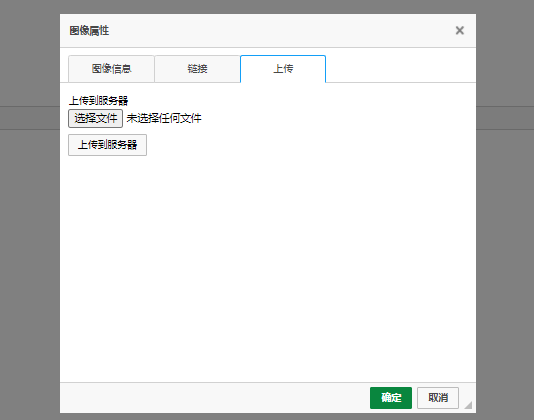 图像属性
图像信息 链接 上传
上传到服务器
选择文件 未选择任何文件
上传到服务器
确定 取消